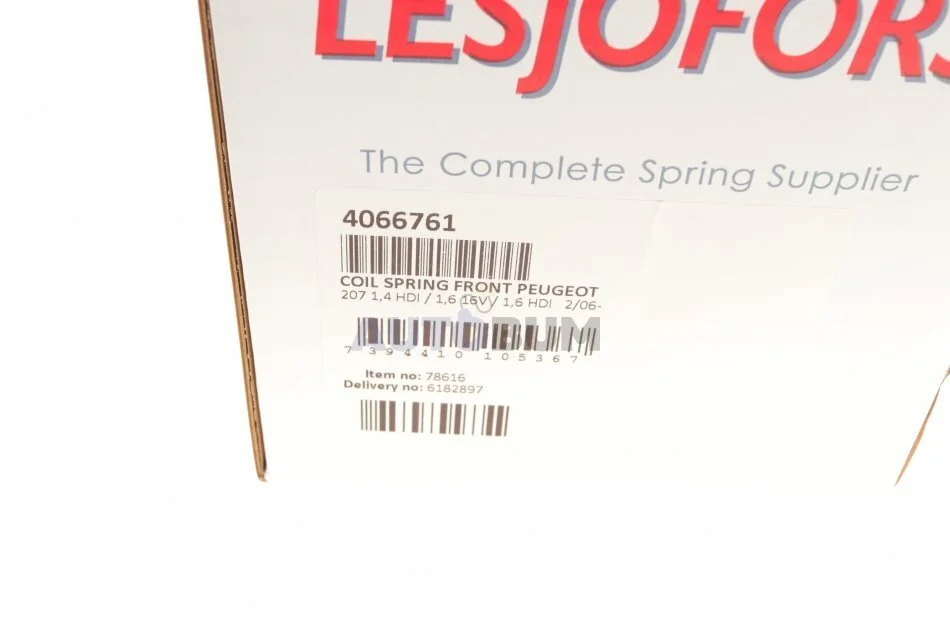 LESJOFORS
The Complete Spring Supplier
4066761
COIL SPRING FRONT PEUGEOT
207 1,4 HDI / 1,6 16V / 1,6 HDI 2/06-
AUTOBUM
7 394410 105367
Item no: 78616
Delivery no: 6182897